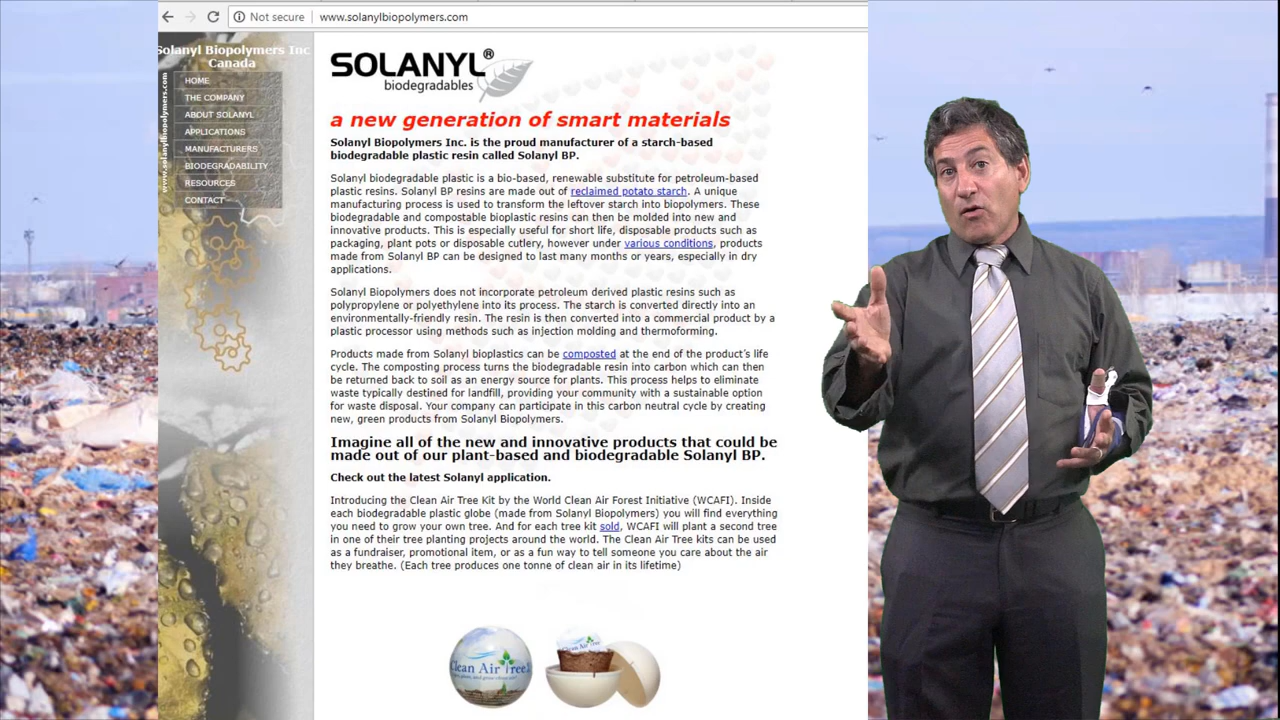 Not secure | www.solanylbiopolymers.com
Solanyl Biopolymers Inc
Canada
www.solanylbiopolymers.com
HOME
THE COMPANY
ABOUT SOLANYL
APPLICATIONS
MANUFACTURERS
BIODEGRADABILITY
RESOURCES
CONTACT
SOLANYL®
biodegradables
a new generation of smart materials
Solanyl Biopolymers Inc. is the proud manufacturer of a starch-based
biodegradable plastic resin called Solanyl BP.
Solanyl biodegradable plastic is a bio-based, renewable substitute for petroleum-based
plastic resins. Solanyl BP resins are made out of reclaimed potato starch. A unique
manufacturing process is used to transform the leftover starch into biopolymers. These
biodegradable and compostable bioplastic resins can then be molded into new and
innovative products. This is especially useful for short life, disposable products such as
packaging, plant pots or disposable cutlery, however under various conditions, products
made from Solanyl BP can be designed to last many months or years, especially in dry
applications.
Solanyl Biopolymers does not incorporate petroleum derived plastic resins such as
polypropylene or polyethylene into its process. The starch is converted directly into an
environmentally-friendly resin. The resin is then converted into a commercial product by a
plastic processor using methods such as injection molding and thermoforming.
Products made from Solanyl bioplastics can be composted at the end of the product's life
cycle. The composting process turns the biodegradable resin into carbon which can then
be returned back to soil as an energy source for plants. This process helps to eliminate
waste typically destined for landfill, providing your community with a sustainable option
for waste disposal. Your company can participate in this carbon neutral cycle by creating
new, green products from Solanyl Biopolymers.
Imagine all of the new and innovative products that could be
made out of our plant-based and biodegradable Solanyl BP.
Check out the latest Solanyl application.
Introducing the Clean Air Tree Kit by the World Clean Air Forest Initiative (WCAFI). Inside
each biodegradable plastic globe (made from Solanyl Biopolymers) you will find everything
you need to grow your own tree. And for each tree kit sold, WCAFI will plant a second tree
in one of their tree planting projects around the world. The Clean Air Tree kits can be used
as a fundraiser, promotional item, or as a fun way to tell someone you care about the air
they breathe. (Each tree produces one tonne of clean air in its lifetime)
Clean Air Tree